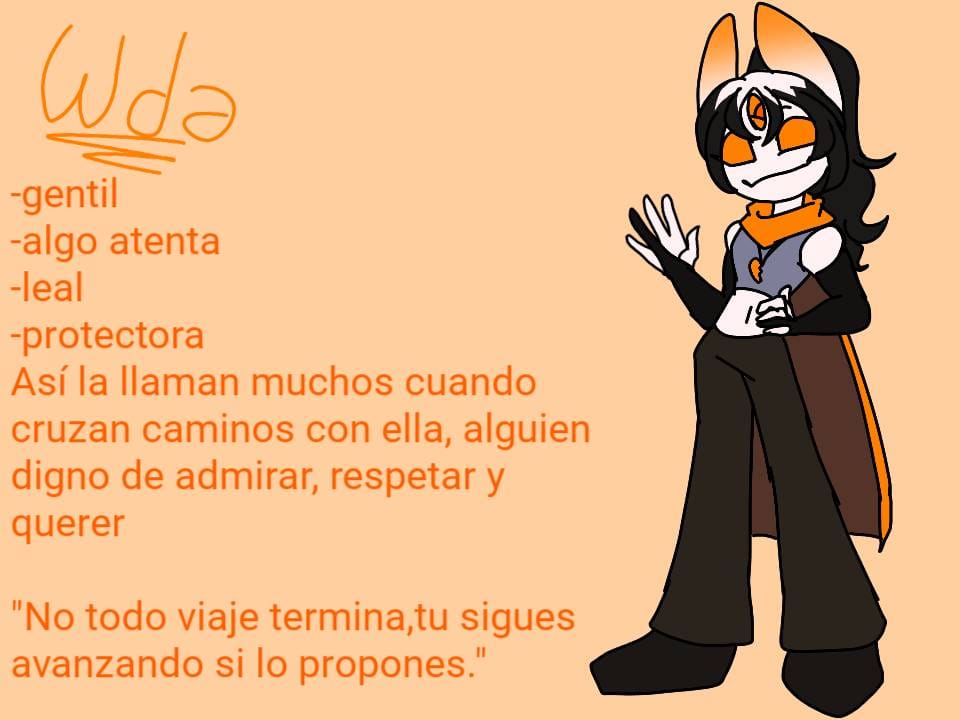 Wda
-gentil
-algo atenta
-leal
-protectora
Así la llaman muchos cuando
cruzan caminos con ella, alguien
digno de admirar, respetar y
querer
"No todo viaje termina,tu sigues
avanzando si lo propones."